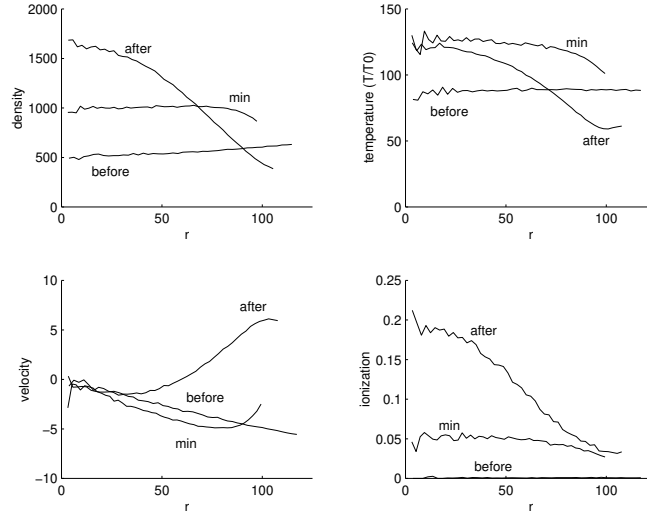 2000
1500
1000
500
0
density
after
min
before
0
50
100
r
150
100
50
0
temperature (T/T0)
min
before
after
0
50
100
r
10
5
0
−5
−10
velocity
after
before
min
0
50
100
r
0.25
0.2
0.15
0.1
0.05
0
ionization
after
min
before
0
50
100
r